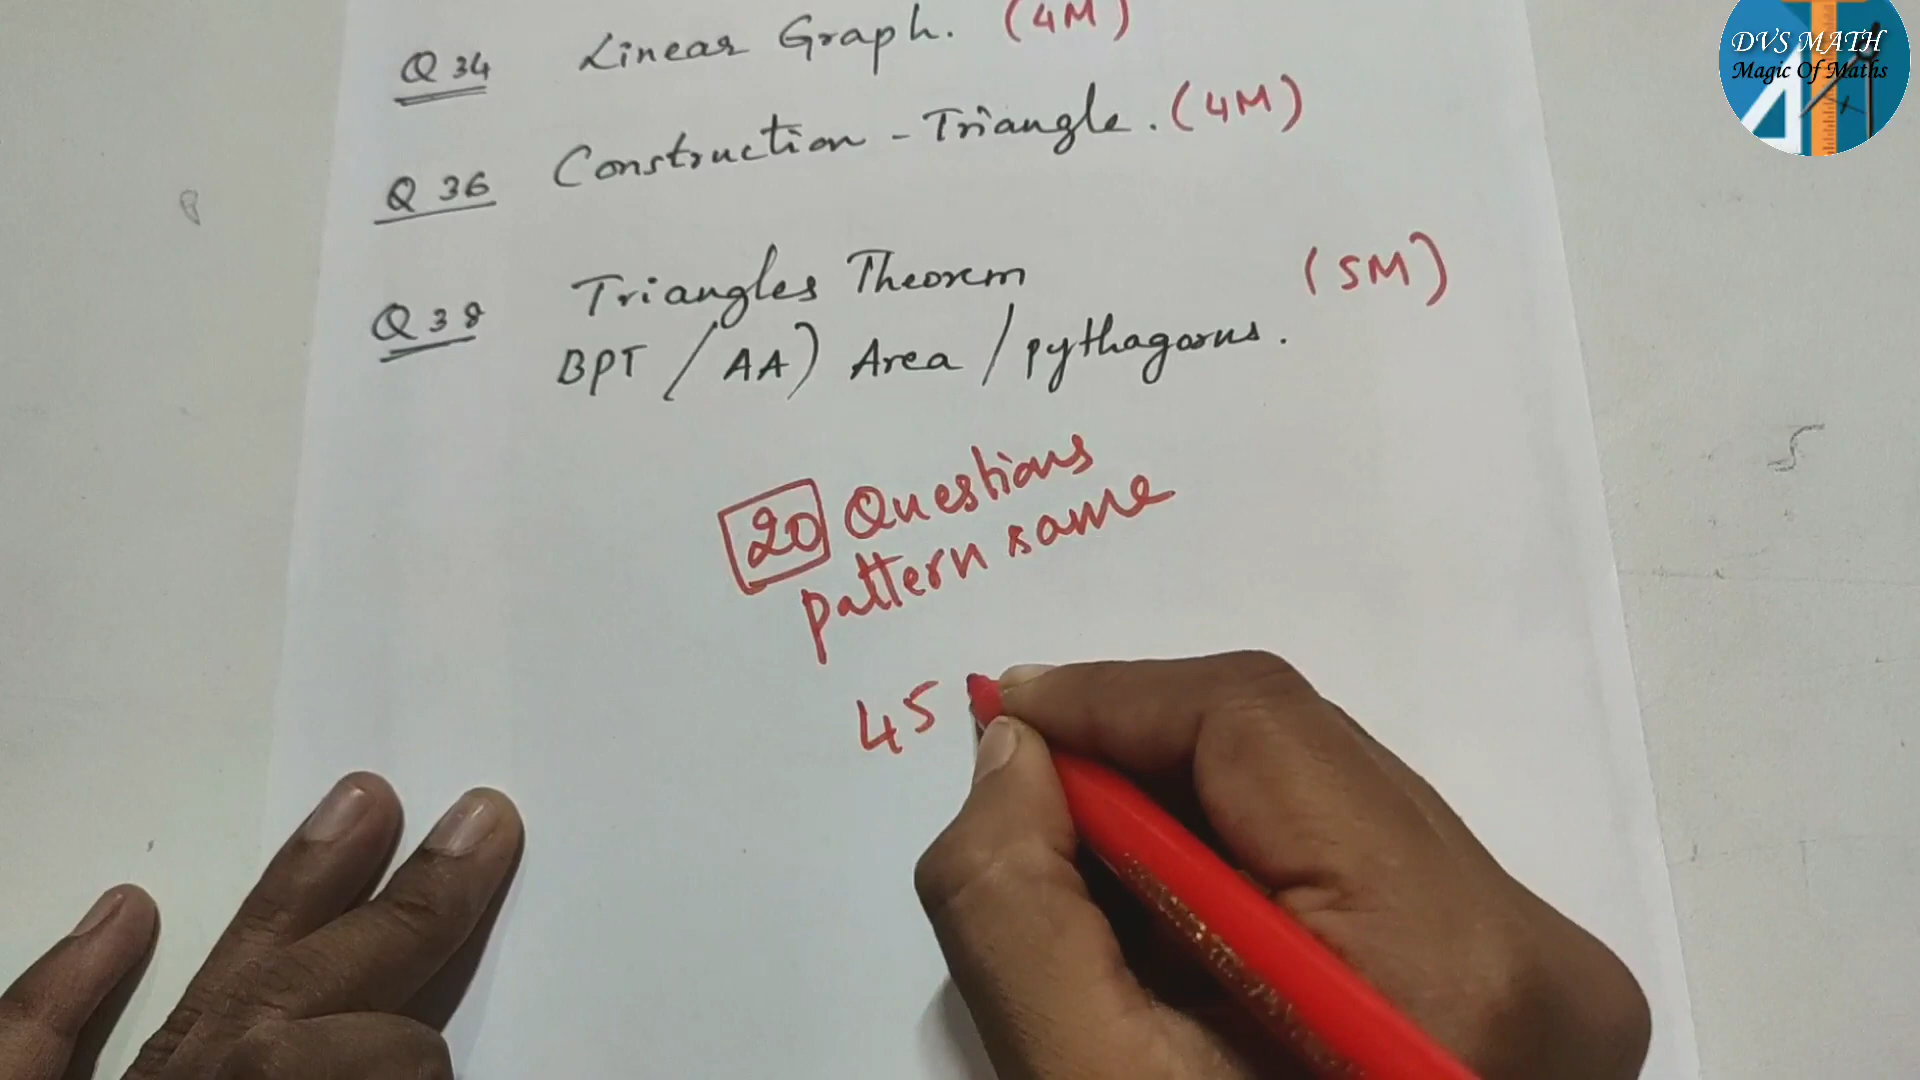 Q 34 Linear Graph. (4M)
Q 36 Construction - Triangle. (4M)
Q 38 Triangles Theorem (5M)
BPT / AA) Area / pythagorus.
20 Questions
pattern same
45
DVS MATH
Magic Of Maths